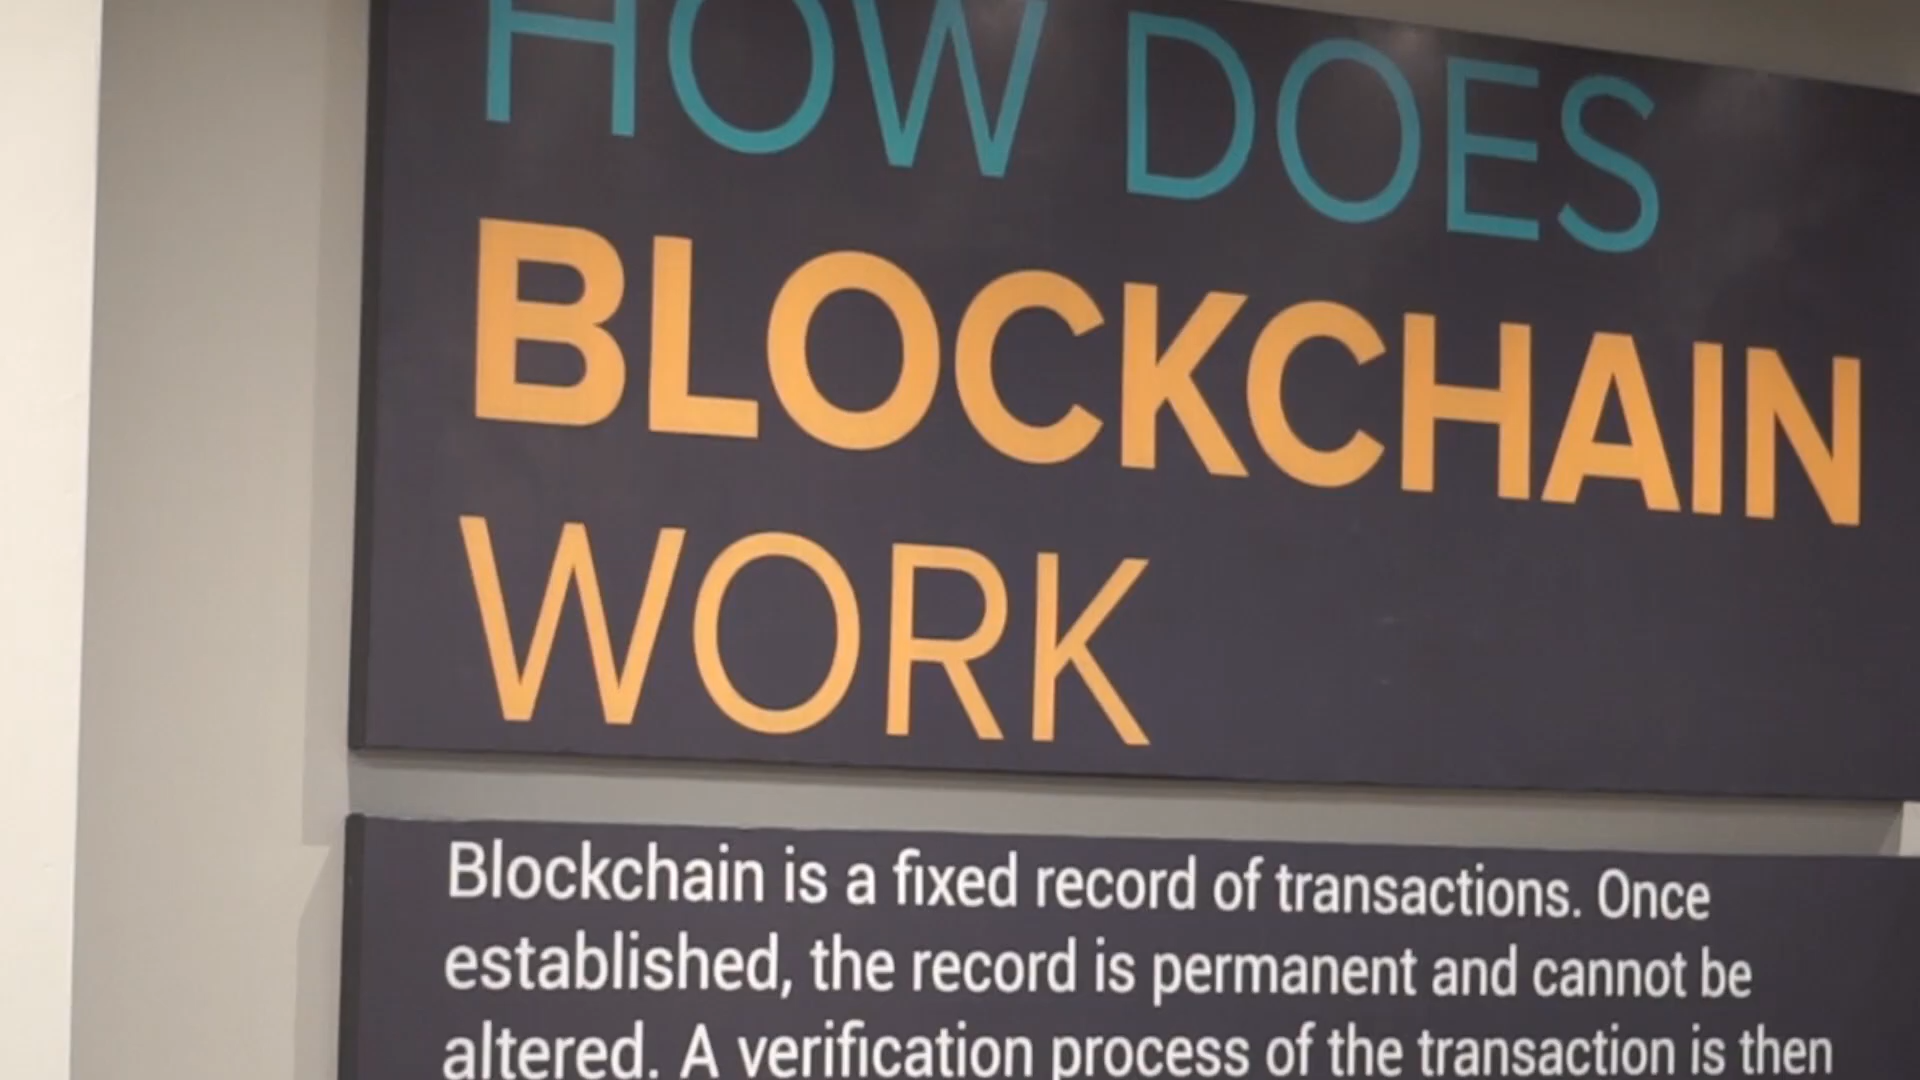 HOW DOES
BLOCKCHAIN
WORK
Blockchain is a fixed record of transactions. Once
established, the record is permanent and cannot be
altered. A verification process of the transaction is then